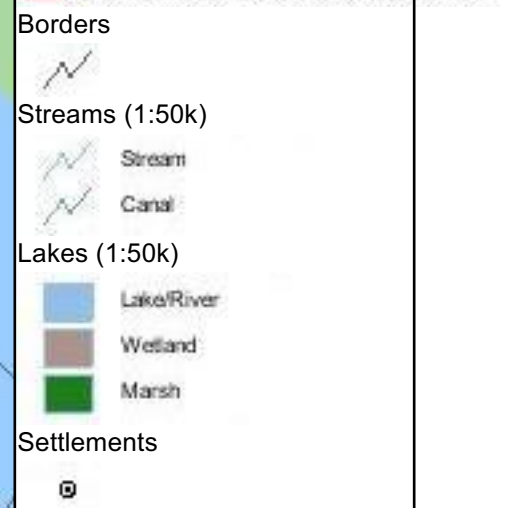 Borders
Streams (1:50k)
Stream
Canal
Lakes (1:50k)
Lake/River
Wetland
Marsh
Settlements